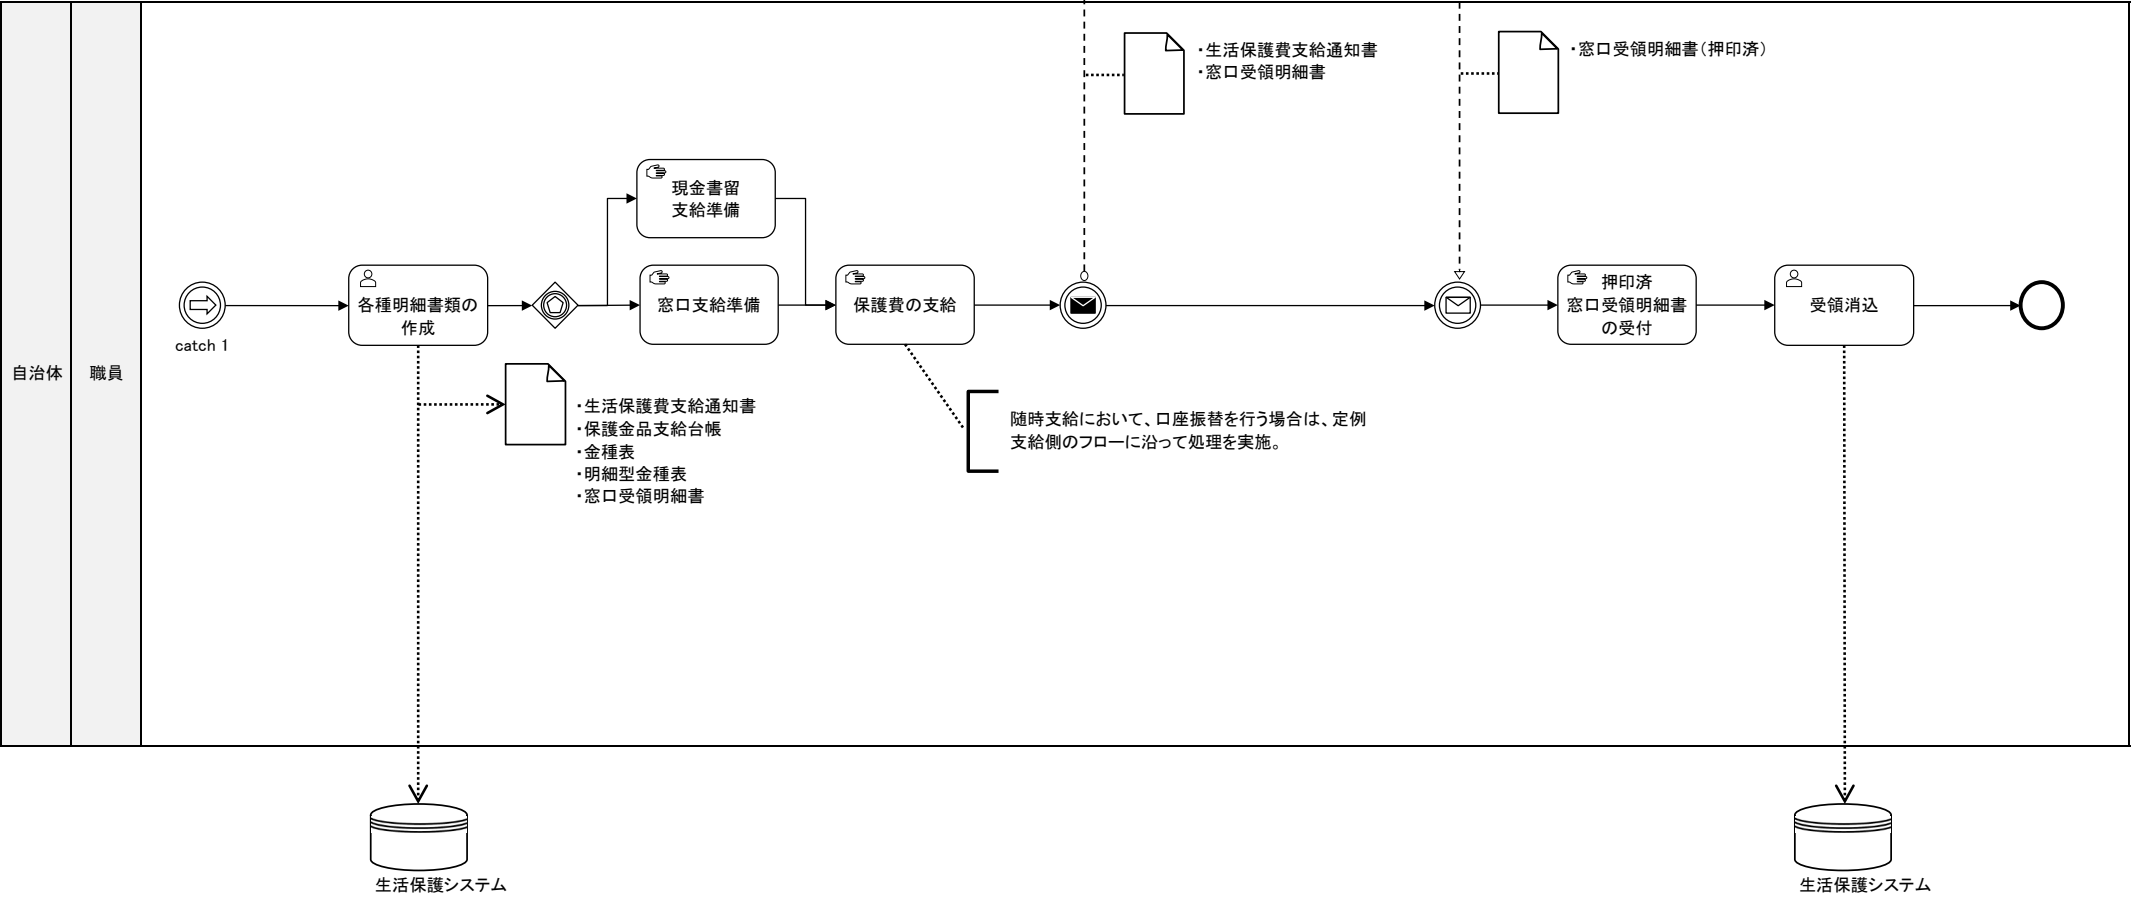 ・生活保護費支給通知書
・窓口受領明細書
・窓口受領明細書（押印済）
現金書留
支給準備
catch 1
各種明細書類の
作成
窓口支給準備
保護費の支給
押印済
窓口受領明細書
の受付
受領消込
自治体
職員
・生活保護費支給通知書
・保護金品支給台帳
・金種表
・明細型金種表
・窓口受領明細書
随時支給において、口座振替を行う場合は、定例
支給側のフローに沿って処理を実施。
生活保護システム
生活保護システム